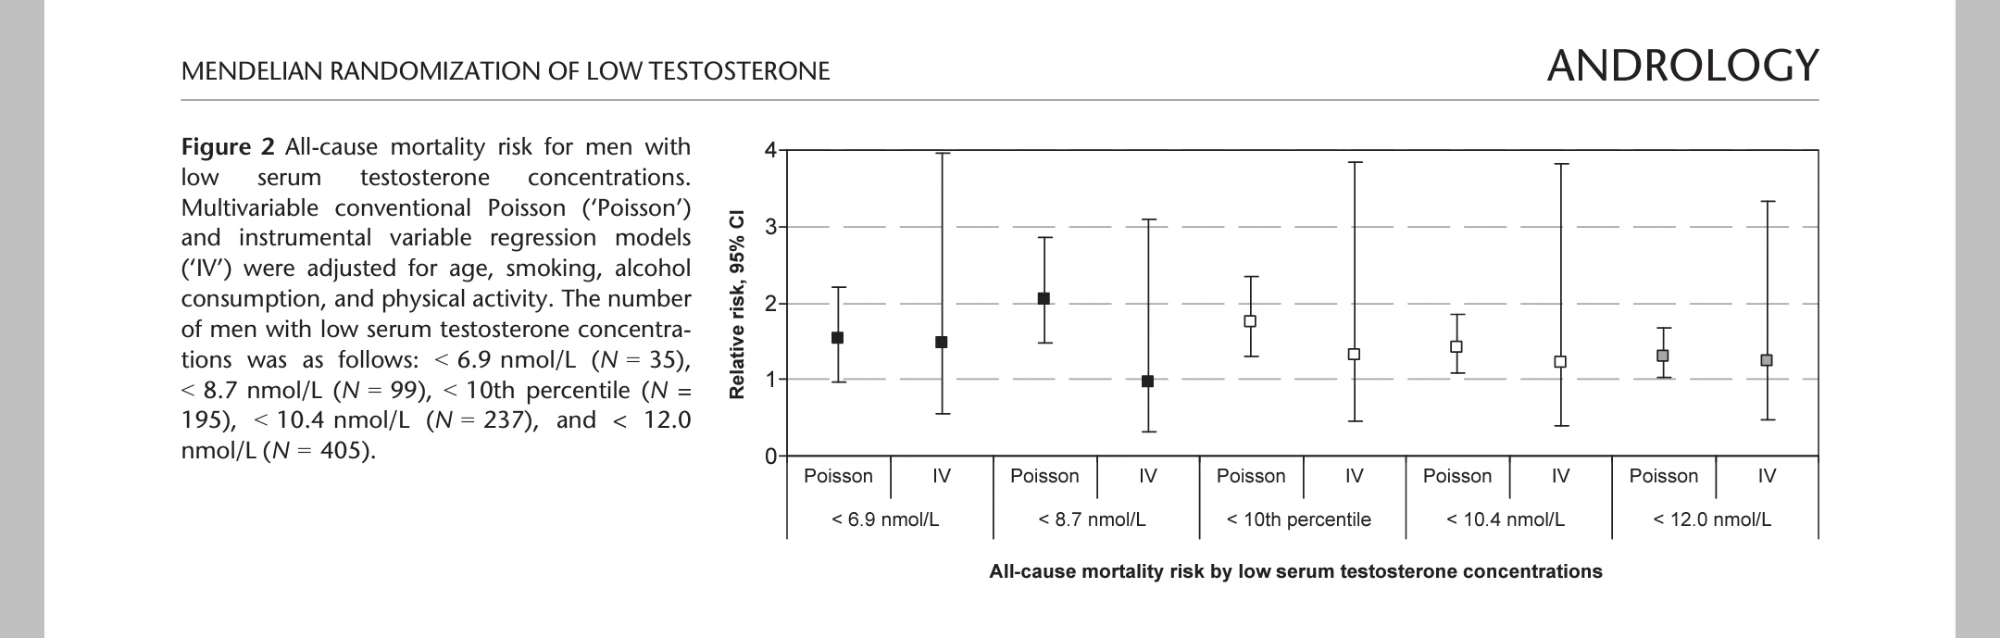 MENDELIAN RANDOMIZATION OF LOW TESTOSTERONE
ANDROLOGY
Figure 2 All-cause mortality risk for men with
low serum testosterone concentrations.
Multivariable conventional Poisson (‘Poisson’)
and instrumental variable regression models
(‘IV’) were adjusted for age, smoking, alcohol
consumption, and physical activity. The number
of men with low serum testosterone concentra-
tions was as follows: < 6.9 nmol/L (N = 35),
< 8.7 nmol/L (N = 99), < 10th percentile (N =
195), < 10.4 nmol/L (N = 237), and < 12.0
nmol/L (N = 405).
Relative risk, 95% CI
4
3
2
1
0
Poisson IV Poisson IV Poisson IV Poisson IV Poisson IV
< 6.9 nmol/L < 8.7 nmol/L < 10th percentile < 10.4 nmol/L < 12.0 nmol/L
All-cause mortality risk by low serum testosterone concentrations